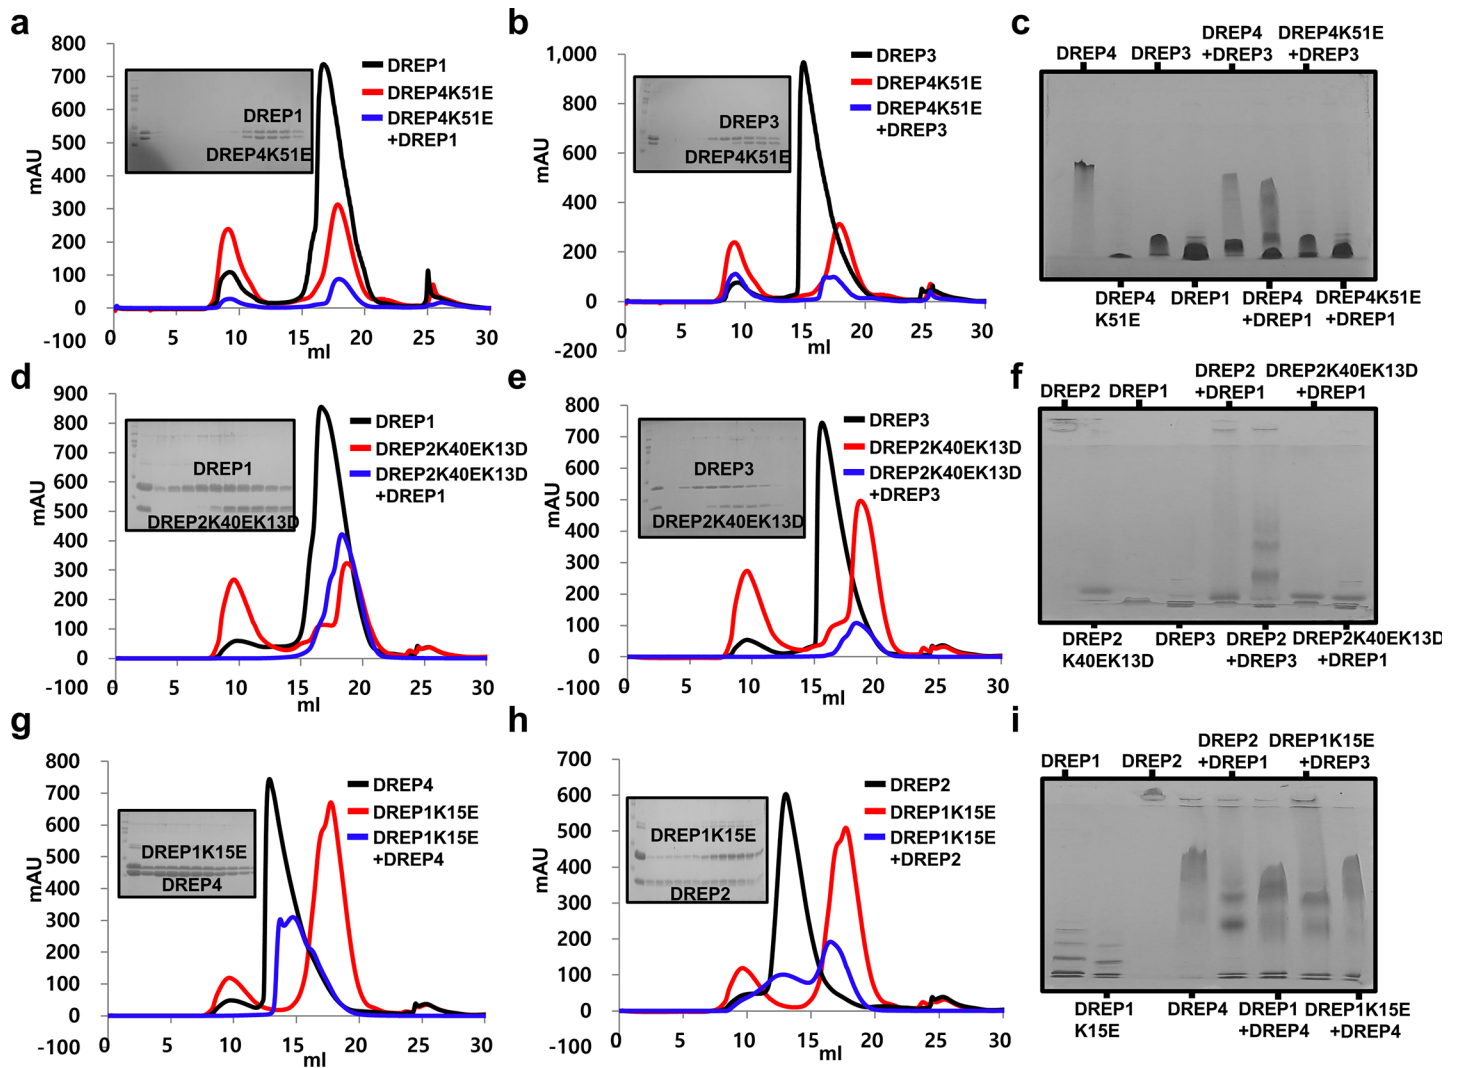 a
800
700
600
500
400
300
200
100
0
-100
mAU
0 5 10 15 20 25 30
ml
DREP1
DREP4K51E
DREP4K51E
+DREP1
DREP1
DREP4K51E
b
1,000
800
600
400
200
0
-200
mAU
0 5 10 15 20 25 30
ml
DREP3
DREP4K51E
DREP4K51E
+DREP3
DREP3
DREP4K51E
c
DREP4 DREP3 DREP4 DREP4K51E
+DREP3 +DREP3
DREP4 DREP1 DREP4 DREP4K51E
K51E +DREP1 +DREP1
d
900
800
700
600
500
400
300
200
100
0
-100
mAU
0 5 10 15 20 25 30
ml
DREP1
DREP2K40EK13D
DREP2K40EK13D
+DREP1
DREP1
DREP2K40EK13D
e
800
700
600
500
400
300
200
100
0
-100
mAU
0 5 10 15 20 25 30
ml
DREP3
DREP2K40EK13D
DREP2K40EK13D
+DREP3
DREP3
DREP2K40EK13D
f
DREP2 DREP1 DREP2 DREP2K40EK13D
+DREP1 +DREP1
DREP2 DREP3 DREP2 DREP2K40EK13D
K40EK13D +DREP3 +DREP1
g
800
700
600
500
400
300
200
100
0
-100
mAU
0 5 10 15 20 25 30
ml
DREP4
DREP1K15E
DREP1K15E
+DREP4
DREP1K15E
DREP4
h
700
600
500
400
300
200
100
0
-100
mAU
0 5 10 15 20 25 30
ml
DREP2
DREP1K15E
DREP1K15E
+DREP2
DREP1K15E
DREP2
i
DREP1 DREP2 DREP2 DREP1K15E
+DREP1 +DREP3
DREP1 DREP4 DREP1 DREP1K15E
K15E +DREP4 +DREP4